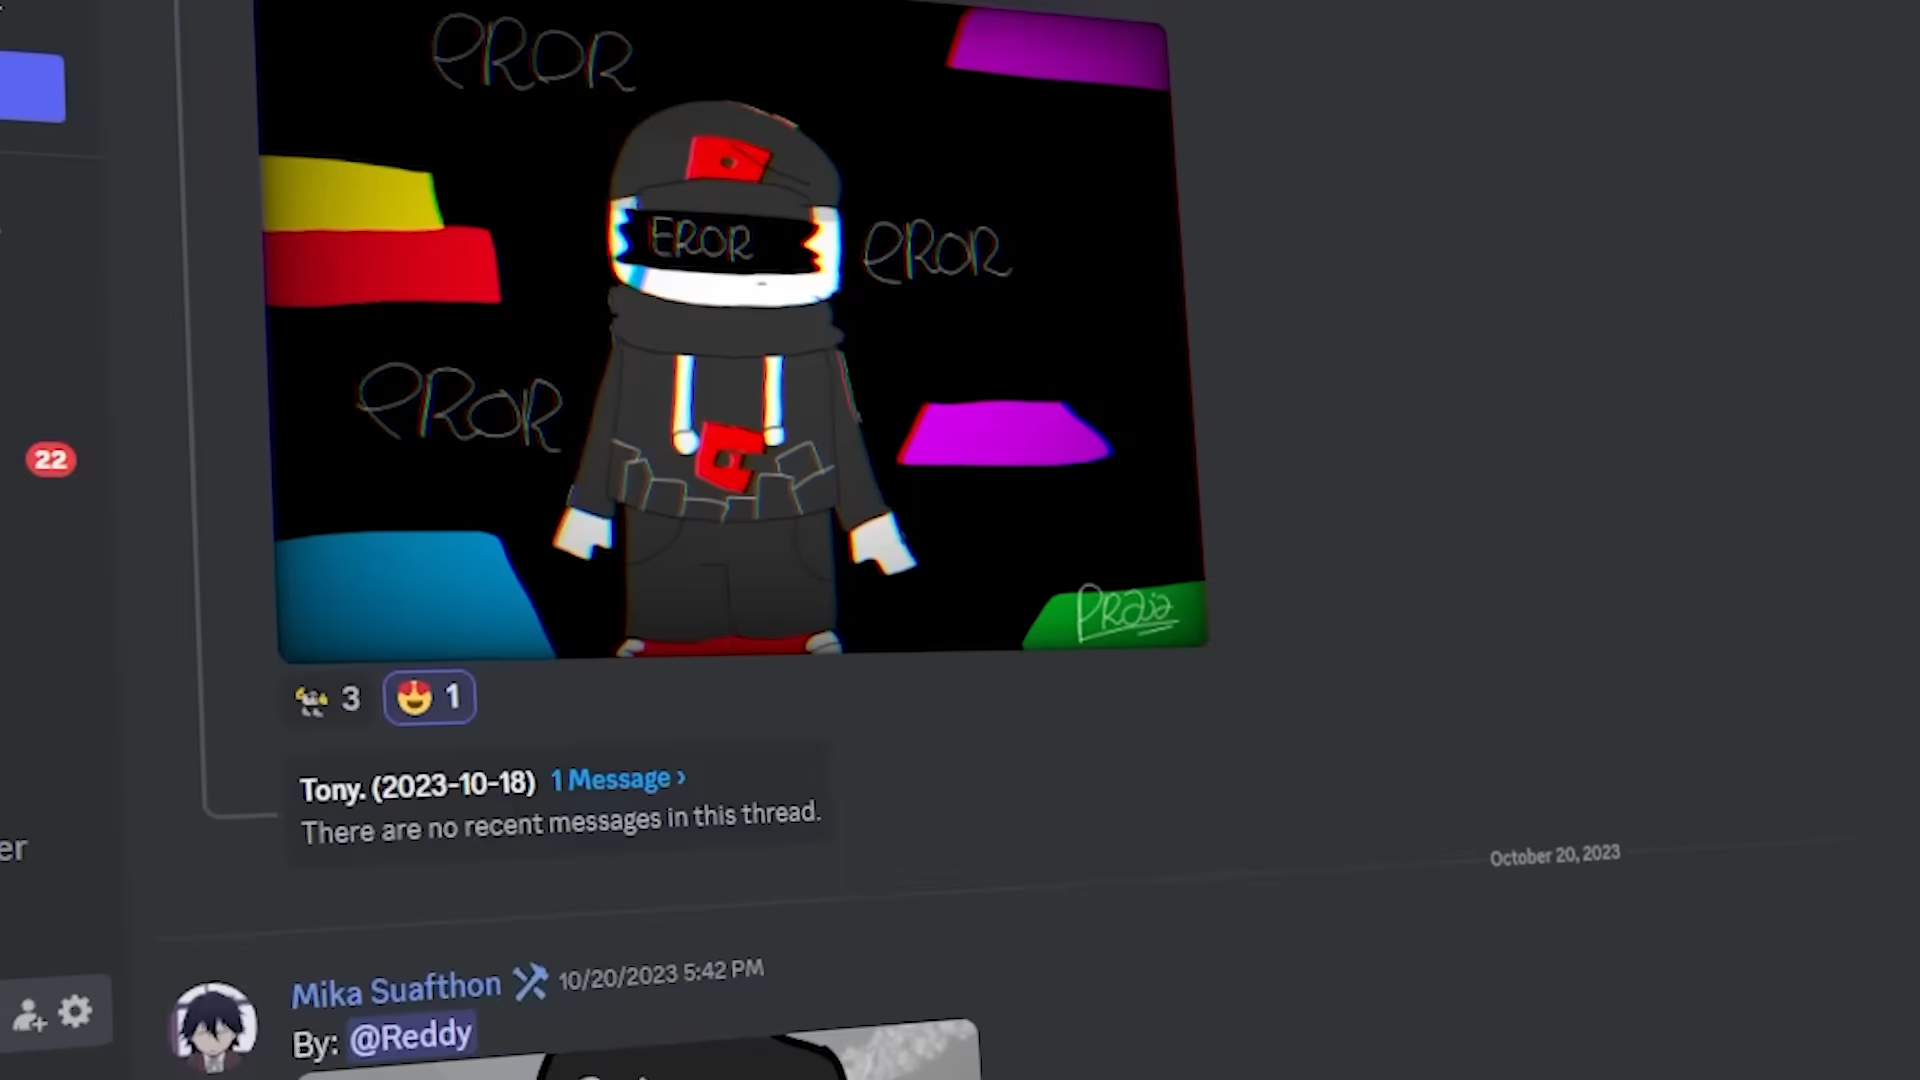 eROR
EROR
eROR
eROR
PRaia
22
3
1
Tony. (2023-10-18) 1 Message ›
There are no recent messages in this thread.
er
October 20, 2023
Mika Suafthon 10/20/2023 5:42 PM
By: @Reddy